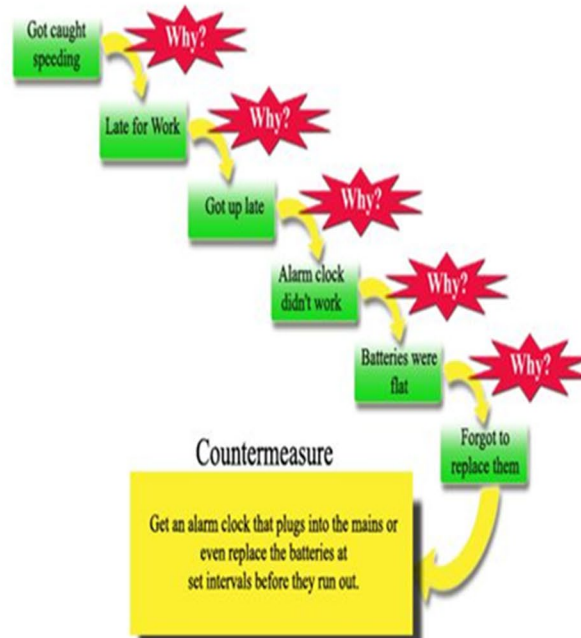 Got caught
speeding
Why?
Late for Work
Why?
Got up late
Why?
Alarm clock
didn't work
Why?
Batteries were
flat
Why?
Forgot to
replace them
Countermeasure
Get an alarm clock that plugs into the mains or
even replace the batteries at
set intervals before they run out.